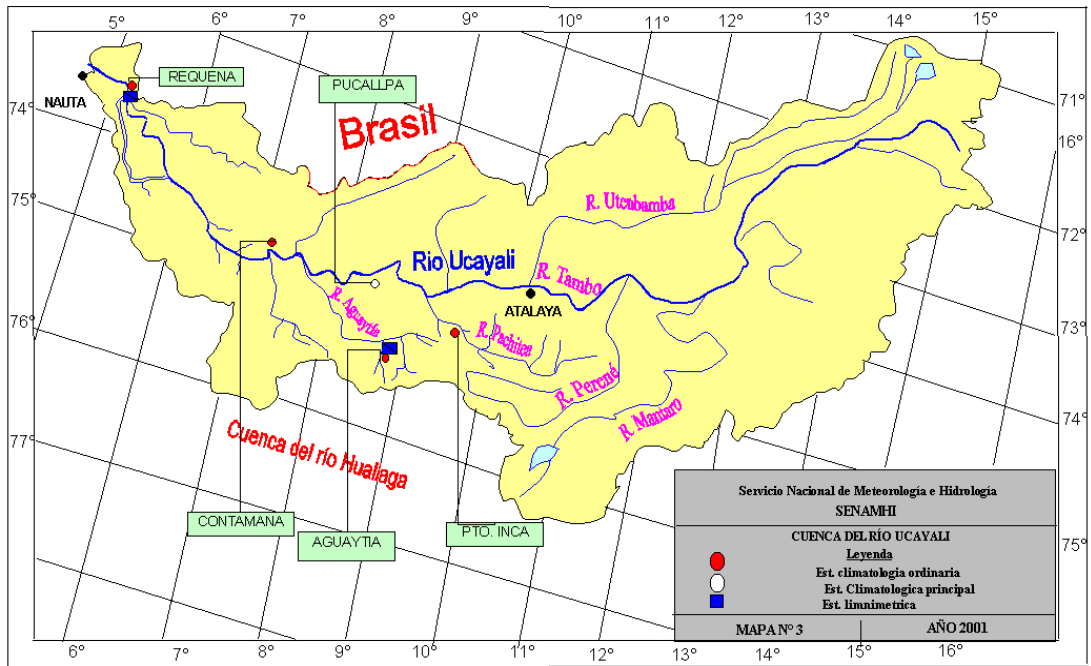 5° 6° 7° 8° 9° 10° 11° 12° 13° 14° 15°
REQUENA
PUCALLPA
NAUTA
74°
71°
Brasil
16°
75°
R. Utcubamba
72°
Rio Ucayali
R. Tambo
R. Aguaytia
ATALAYA
76°
R. Pachitea
73°
R. Perené
R. Mantaro
74°
77°
Cuenca del río Huallaga
CONTAMANA
AGUAYTIA
PTO. INCA
75°
Servicio Nacional de Meteorología e Hidrología
SENAMHI
CUENCA DEL RÍO UCAYALI
Leyenda
Est. climatologia ordinaria
Est. Climatologica principal
Est. limnimetrica
MAPA N° 3 AÑO 2001
6° 7° 8° 9° 10° 11° 12° 13° 14° 15° 16°